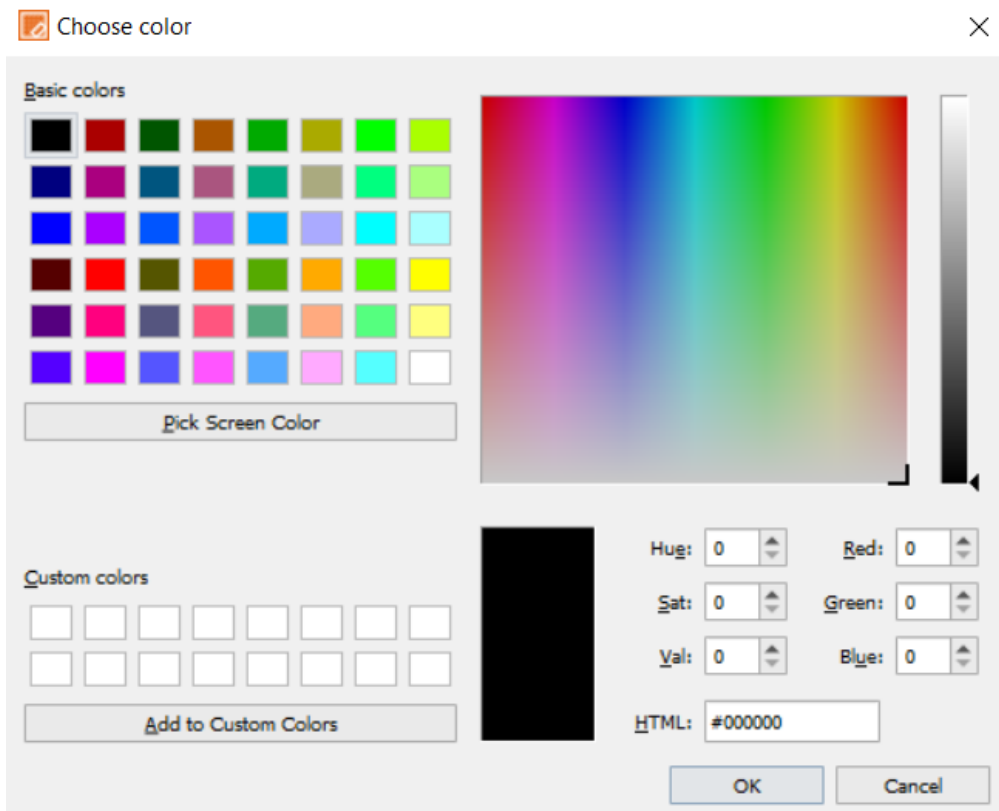 Choose color
Basic colors
Pick Screen Color
Custom colors
Add to Custom Colors
Hue: 0
Red: 0
Sat: 0
Green: 0
Val: 0
Blue: 0
HTML: #000000
OK
Cancel